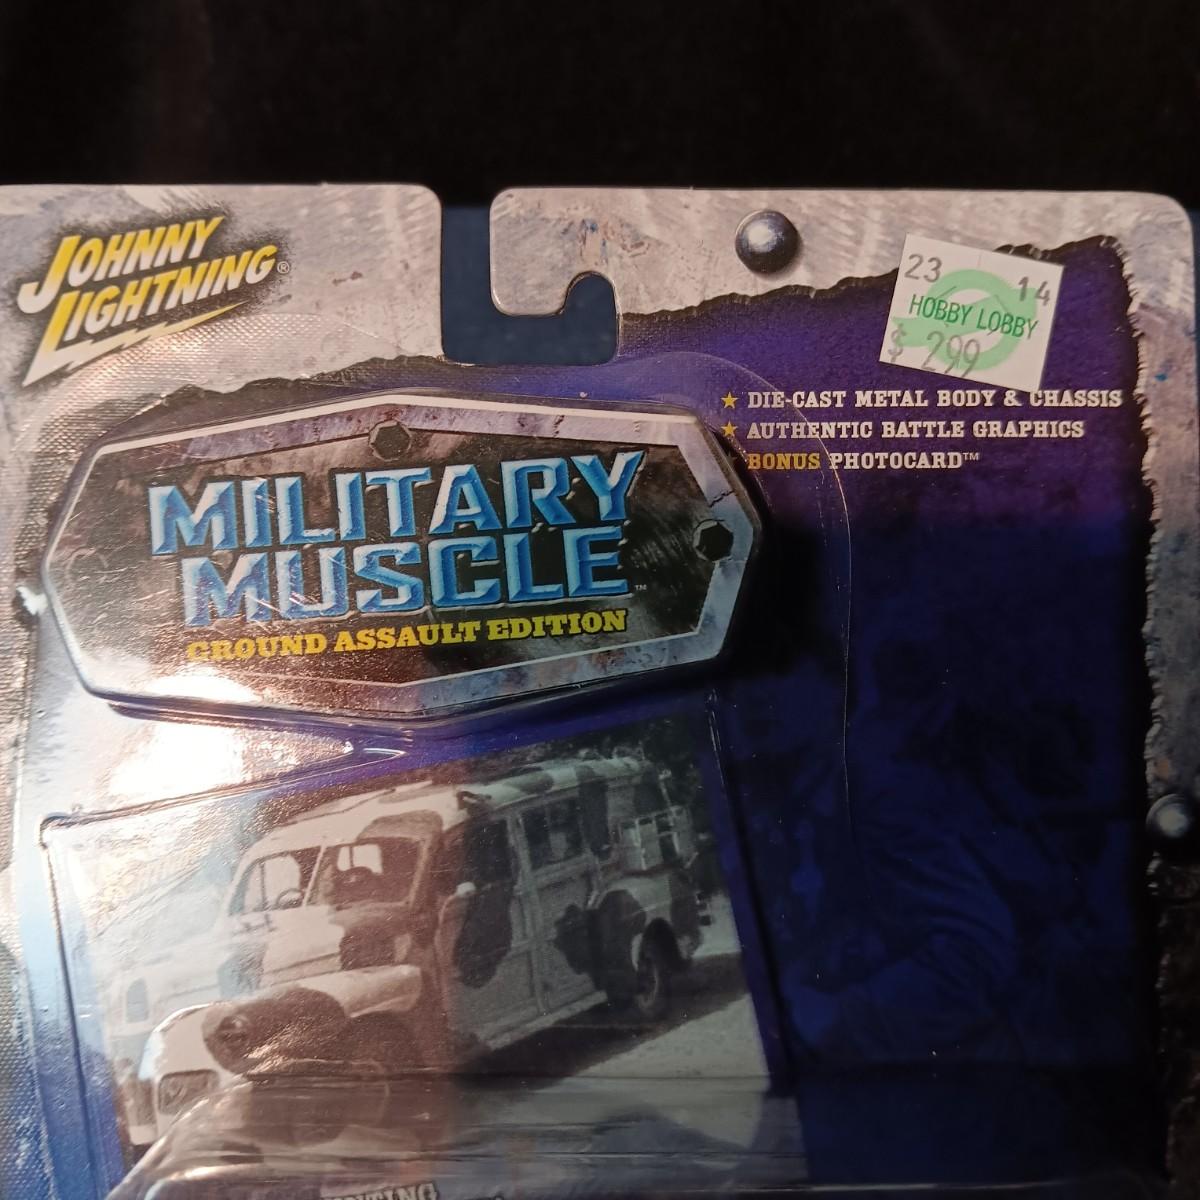 JOHNNY
LIGHTNING®
23 14
HOBBY LOBBY
$ 2.99
★ DIE-CAST METAL BODY & CHASSIS
★ AUTHENTIC BATTLE GRAPHICS
★ BONUS PHOTOCARD™
MILITARY
MUSCLE™
GROUND ASSAULT EDITION